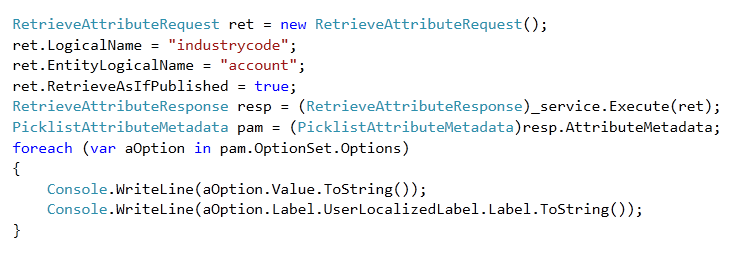 RetrieveAttributeRequest ret = new RetrieveAttributeRequest();
ret.LogicalName = "industrycode";
ret.EntityLogicalName = "account";
ret.RetrieveAsIfPublished = true;
RetrieveAttributeResponse resp = (RetrieveAttributeResponse)_service.Execute(ret);
PicklistAttributeMetadata pam = (PicklistAttributeMetadata)resp.AttributeMetadata;
foreach (var aOption in pam.OptionSet.Options)
{
    Console.WriteLine(aOption.Value.ToString());
    Console.WriteLine(aOption.Label.UserLocalizedLabel.Label.ToString());
}